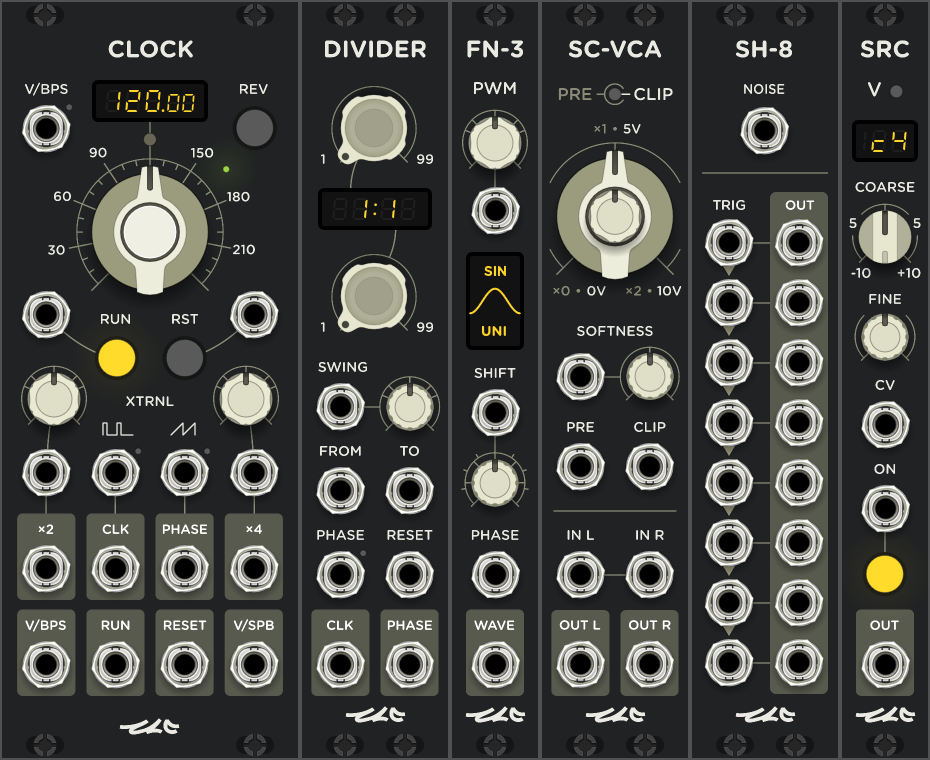 CLOCK
V/BPS
120.00
REV
90
150
60
180
30
210
RUN
RST
XTRNL
×2
CLK
PHASE
×4
V/BPS
RUN
RESET
V/SPB
DIVIDER
1
99
1:1
1
99
SWING
FROM
TO
PHASE
RESET
CLK
PHASE
FN-3
PWM
SIN
UNI
SHIFT
PHASE
WAVE
SC-VCA
PRE
CLIP
×1 • 5V
×0 • 0V
×2 • 10V
SOFTNESS
PRE
CLIP
IN L
IN R
OUT L
OUT R
SH-8
NOISE
TRIG
OUT
SRC
V
c4
COARSE
5
5
-10
+10
FINE
CV
ON
OUT